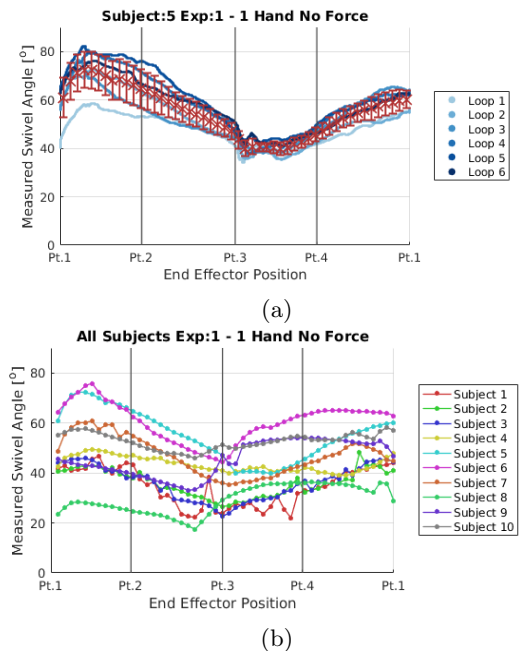 Subject:5 Exp:1 - 1 Hand No Force
Measured Swivel Angle [°]
80
60
40
20
0
Pt.1 Pt.2 Pt.3 Pt.4 Pt.1
End Effector Position
Loop 1
Loop 2
Loop 3
Loop 4
Loop 5
Loop 6
(a)
All Subjects Exp:1 - 1 Hand No Force
Measured Swivel Angle [°]
80
60
40
20
0
Pt.1 Pt.2 Pt.3 Pt.4 Pt.1
End Effector Position
Subject 1
Subject 2
Subject 3
Subject 4
Subject 5
Subject 6
Subject 7
Subject 8
Subject 9
Subject 10
(b)